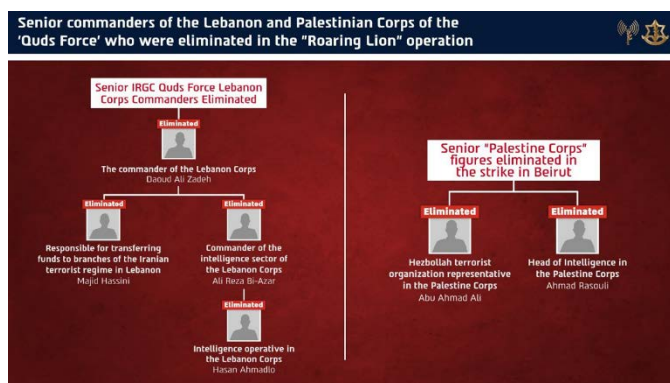 Senior commanders of the Lebanon and Palestinian Corps of the
'Quds Force' who were eliminated in the "Roaring Lion" operation
Senior IRGC Quds Force Lebanon
Corps Commanders Eliminated
Eliminated
The commander of the Lebanon Corps
Daoud Ali Zadeh
Eliminated
Responsible for transferring
funds to branches of the Iranian
terrorist regime in Lebanon
Majid Hassini
Eliminated
Commander of the
intelligence sector of
the Lebanon Corps
Ali Reza Bi-Azar
Eliminated
Intelligence operative in
the Lebanon Corps
Hasan Ahmadlo
Senior "Palestine Corps"
figures eliminated in
the strike in Beirut
Eliminated
Hezbollah terrorist
organization representative
in the Palestine Corps
Abu Ahmad Ali
Eliminated
Head of Intelligence in
the Palestine Corps
Ahmad Rasouli